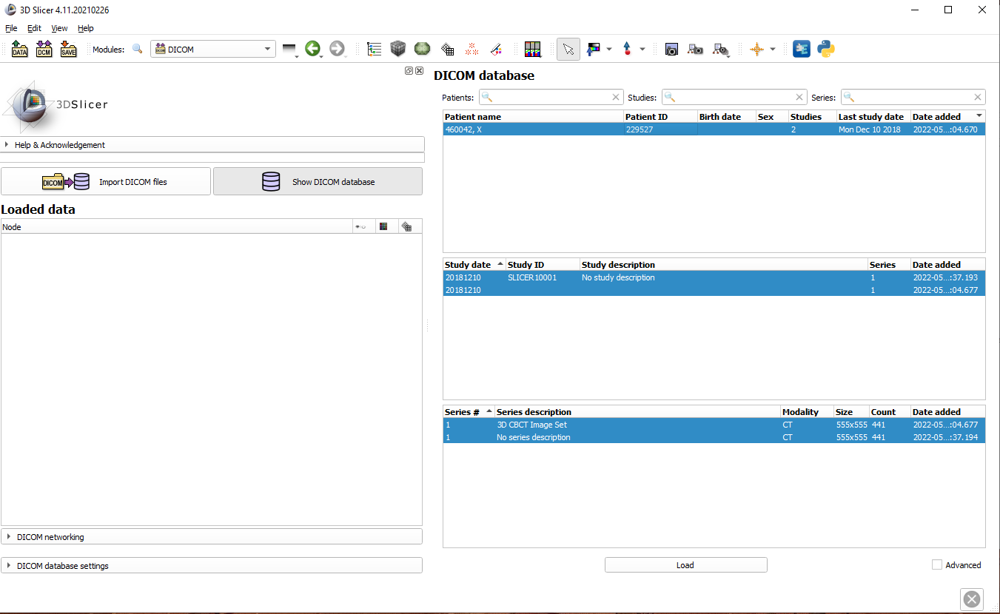 3D Slicer 4.11.20210226
File Edit View Help
DATA DCM SAVE Modules: DICOM
DICOM database
Patients: Studies: Series:
3DSlicer
Patient name Patient ID Birth date Sex Studies Last study date Date added
460042, X 229527 2 Mon Dec 10 2018 2022-05...:04.670
Help & Acknowledgement
DICOM Import DICOM files Show DICOM database
Loaded data
Node
Study date Study ID Study description Series Date added
20181210 SLICER10001 No study description 1 2022-05...:37.193
20181210 1 2022-05...:04.677
Series # Series description Modality Size Count Date added
1 3D CBCT Image Set CT 555x555 441 2022-05...:04.677
1 No series description CT 555x555 441 2022-05...:37.194
DICOM networking
DICOM database settings
Load Advanced